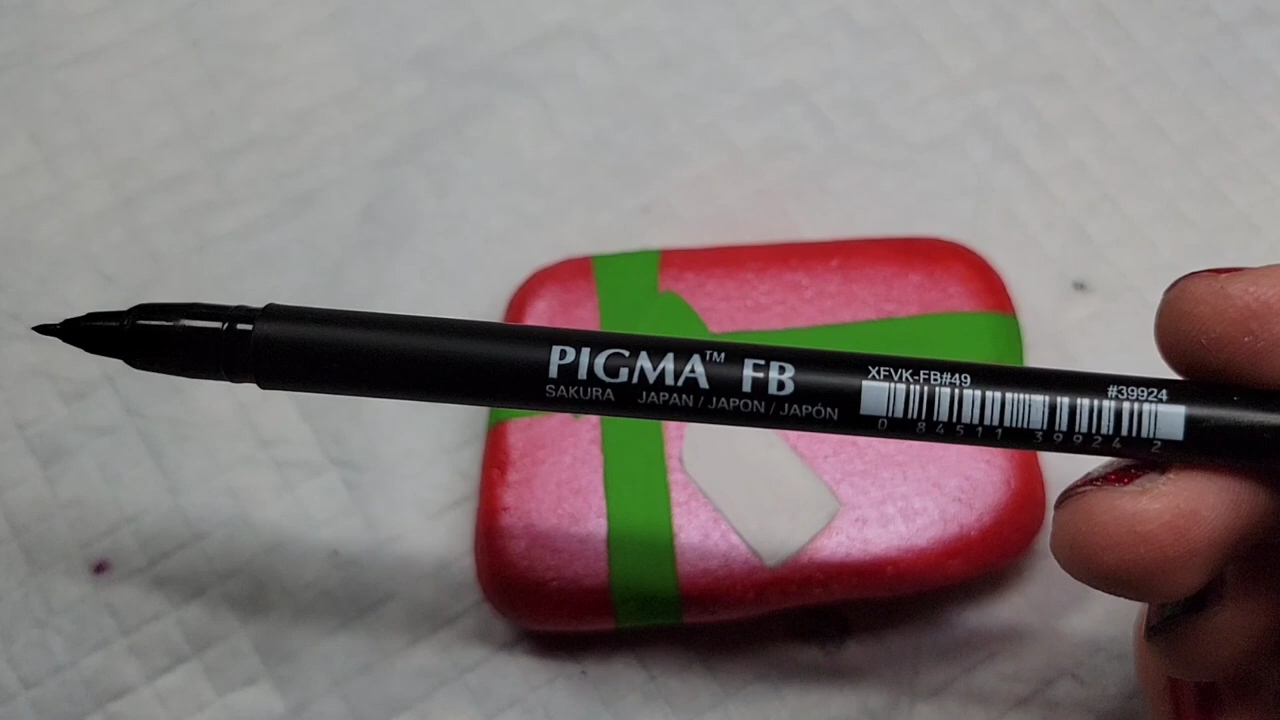 PIGMA™ FB
SAKURA JAPAN / JAPON / JAPÓN
XFVK-FB#49
#39924
0 84511 39924 2